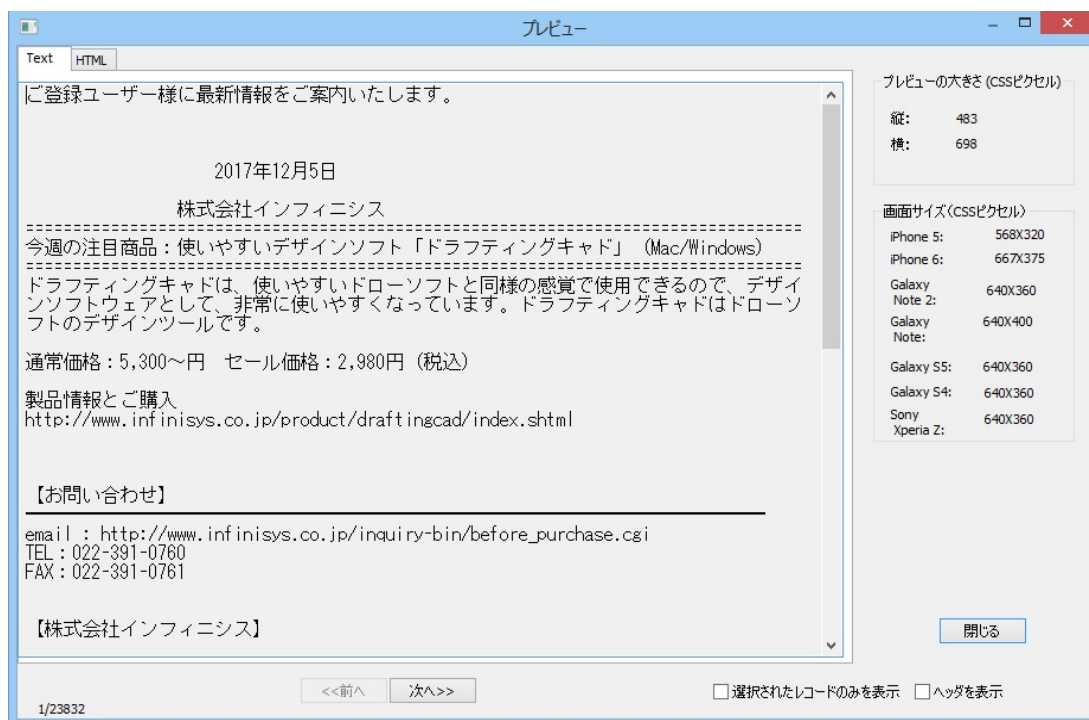 プレビュー
Text HTML
ご登録ユーザー様に最新情報をご案内いたします。
2017年12月5日
株式会社インフィニシス
今週の注目商品：使いやすいデザインソフト「ドラフティングキャド」 (Mac/Windows)
ドラフティングキャドは、使いやすいドローソフトと同様の感覚で使用できるので、デザイ
ンソフトウェアとして、非常に使いやすくなっています。ドラフティングキャドはドローソ
フトのデザインツールです。
通常価格：5,300〜円 セール価格：2,980円 (税込)
製品情報とご購入
http://www.infinisys.co.jp/product/draftingcad/index.shtml
【お問い合わせ】
email : http://www.infinisys.co.jp/inquiry-bin/before_purchase.cgi
TEL：022-391-0760
FAX：022-391-0761
【株式会社インフィニシス】
プレビューの大きさ (CSSピクセル)
縦: 483
横: 698
画面サイズ(CSSピクセル)
iPhone 5: 568X320
iPhone 6: 667X375
Galaxy
Note 2: 640X360
Galaxy
Note: 640X400
Galaxy S5: 640X360
Galaxy S4: 640X360
Sony
Xperia Z: 640X360
閉じる
<<前へ 次へ>>
選択されたレコードのみを表示 ヘッダを表示
1/23832